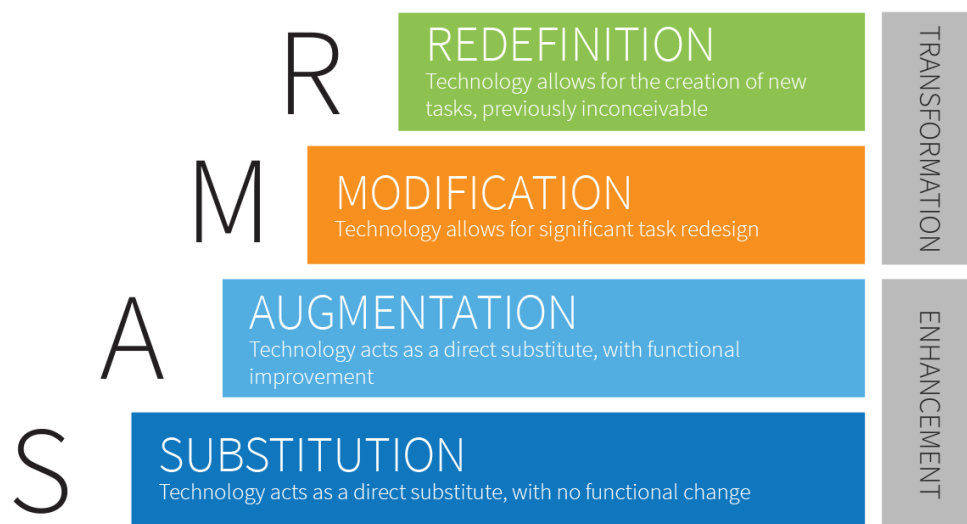 R
REDEFINITION
Technology allows for the creation of new
tasks, previously inconceivable
TRANSFORMATION
M
MODIFICATION
Technology allows for significant task redesign
A
AUGMENTATION
Technology acts as a direct substitute, with functional
improvement
ENHANCEMENT
S
SUBSTITUTION
Technology acts as a direct substitute, with no functional change